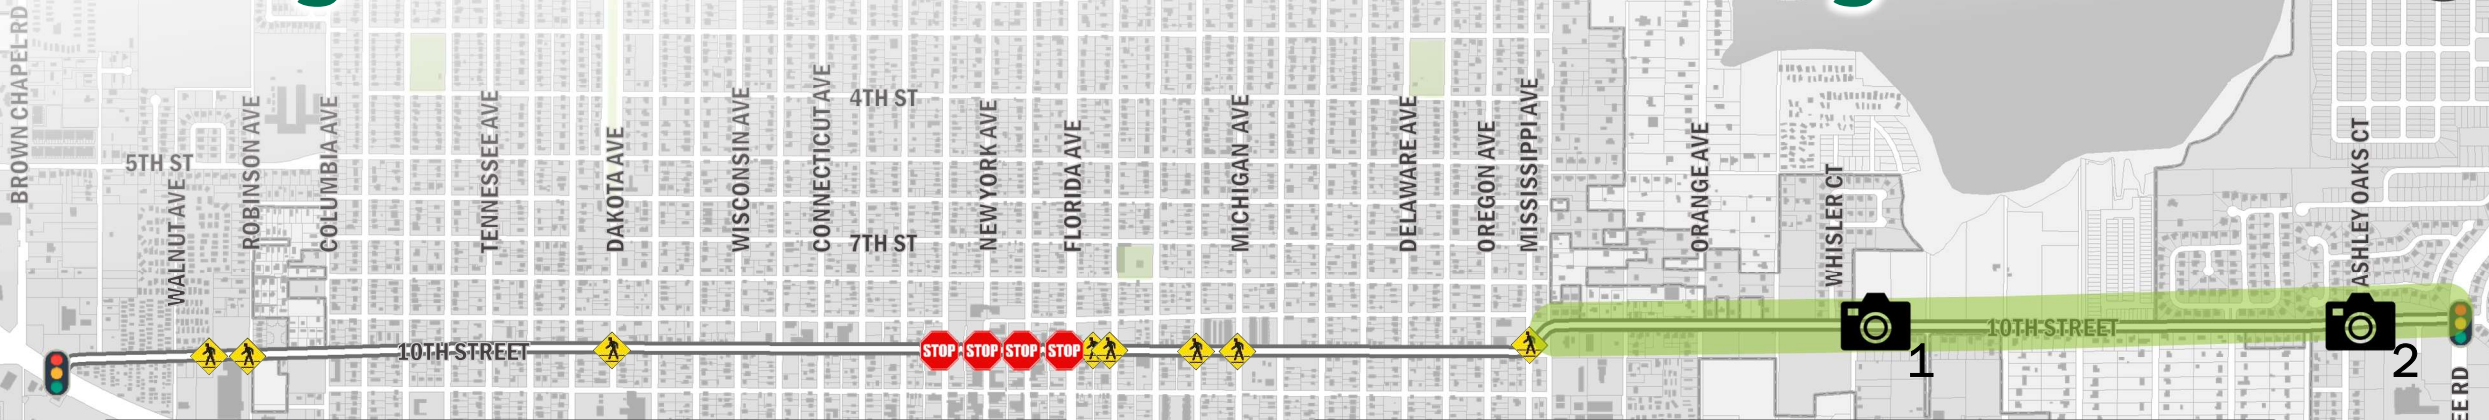 BROWN CHAPEL RD
5TH ST
WALNUT AVE
ROBINSON AVE
COLUMBIA AVE
TENNESSEE AVE
DAKOTA AVE
WISCONSIN AVE
CONNECTICUT AVE
4TH ST
7TH ST
NEW YORK AVE
FLORIDA AVE
MICHIGAN AVE
DELAWARE AVE
OREGON AVE
MISSISSIPPI AVE
ORANGE AVE
WHISLER CT
ASHLEY OAKS CT
10TH STREET
STOP
STOP
STOP
STOP
10TH STREET
1
2
RD